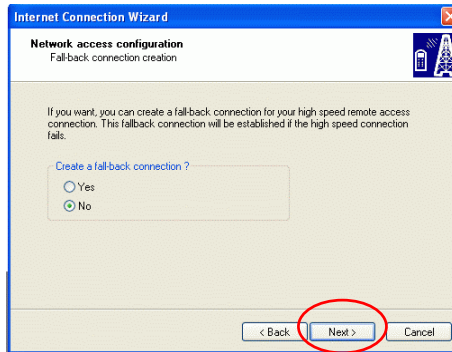 Internet Connection Wizard
Network access configuration
Fall-back connection creation
If you want, you can create a fall-back connection for your high speed remote access
connection. This fallback connection will be established if the high speed connection
fails.
Create a fall-back connection ?
Yes
No
< Back
Next >
Cancel